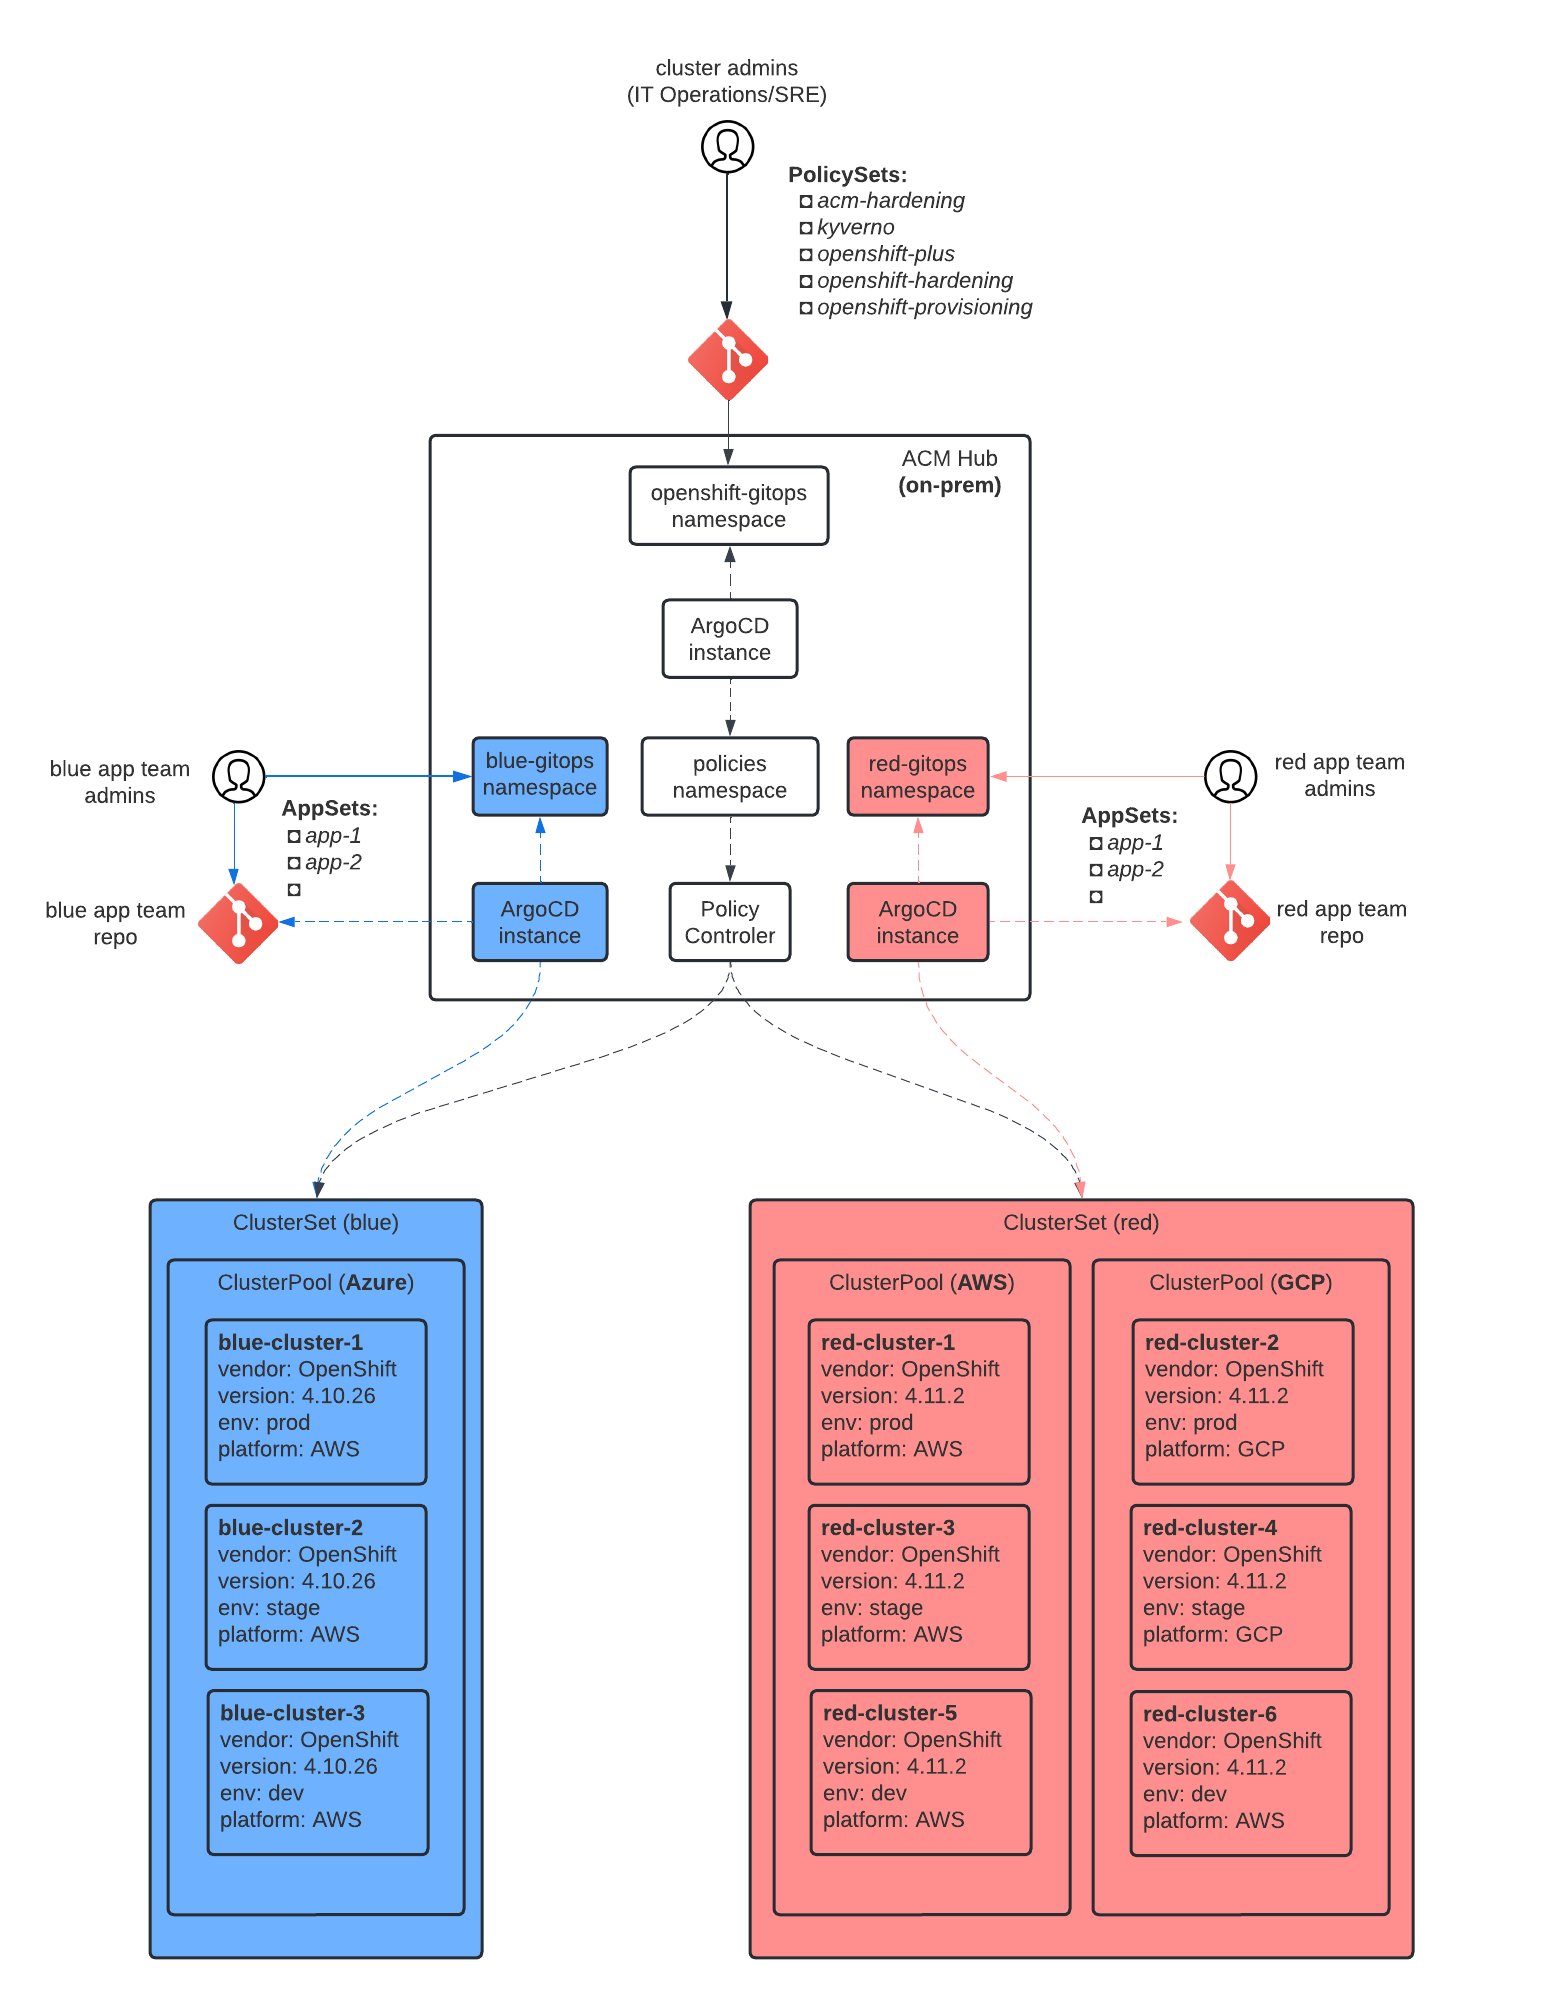 cluster admins
(IT Operations/SRE)
PolicySets:
acm-hardening
kyverno
openshift-plus
openshift-hardening
openshift-provisioning
ACM Hub
(on-prem)
openshift-gitops
namespace
ArgoCD
instance
blue app team
admins
AppSets:
app-1
app-2
blue app team
repo
blue-gitops
namespace
policies
namespace
red-gitops
namespace
ArgoCD
instance
Policy
Controler
ArgoCD
instance
red app team
admins
AppSets:
app-1
app-2
red app team
repo
ClusterSet (blue)
ClusterPool (Azure)
blue-cluster-1
vendor: OpenShift
version: 4.10.26
env: prod
platform: AWS
blue-cluster-2
vendor: OpenShift
version: 4.10.26
env: stage
platform: AWS
blue-cluster-3
vendor: OpenShift
version: 4.10.26
env: dev
platform: AWS
ClusterSet (red)
ClusterPool (AWS)
red-cluster-1
vendor: OpenShift
version: 4.11.2
env: prod
platform: AWS
red-cluster-3
vendor: OpenShift
version: 4.11.2
env: stage
platform: AWS
red-cluster-5
vendor: OpenShift
version: 4.11.2
env: dev
platform: AWS
ClusterPool (GCP)
red-cluster-2
vendor: OpenShift
version: 4.11.2
env: prod
platform: GCP
red-cluster-4
vendor: OpenShift
version: 4.11.2
env: stage
platform: GCP
red-cluster-6
vendor: OpenShift
version: 4.11.2
env: dev
platform: AWS